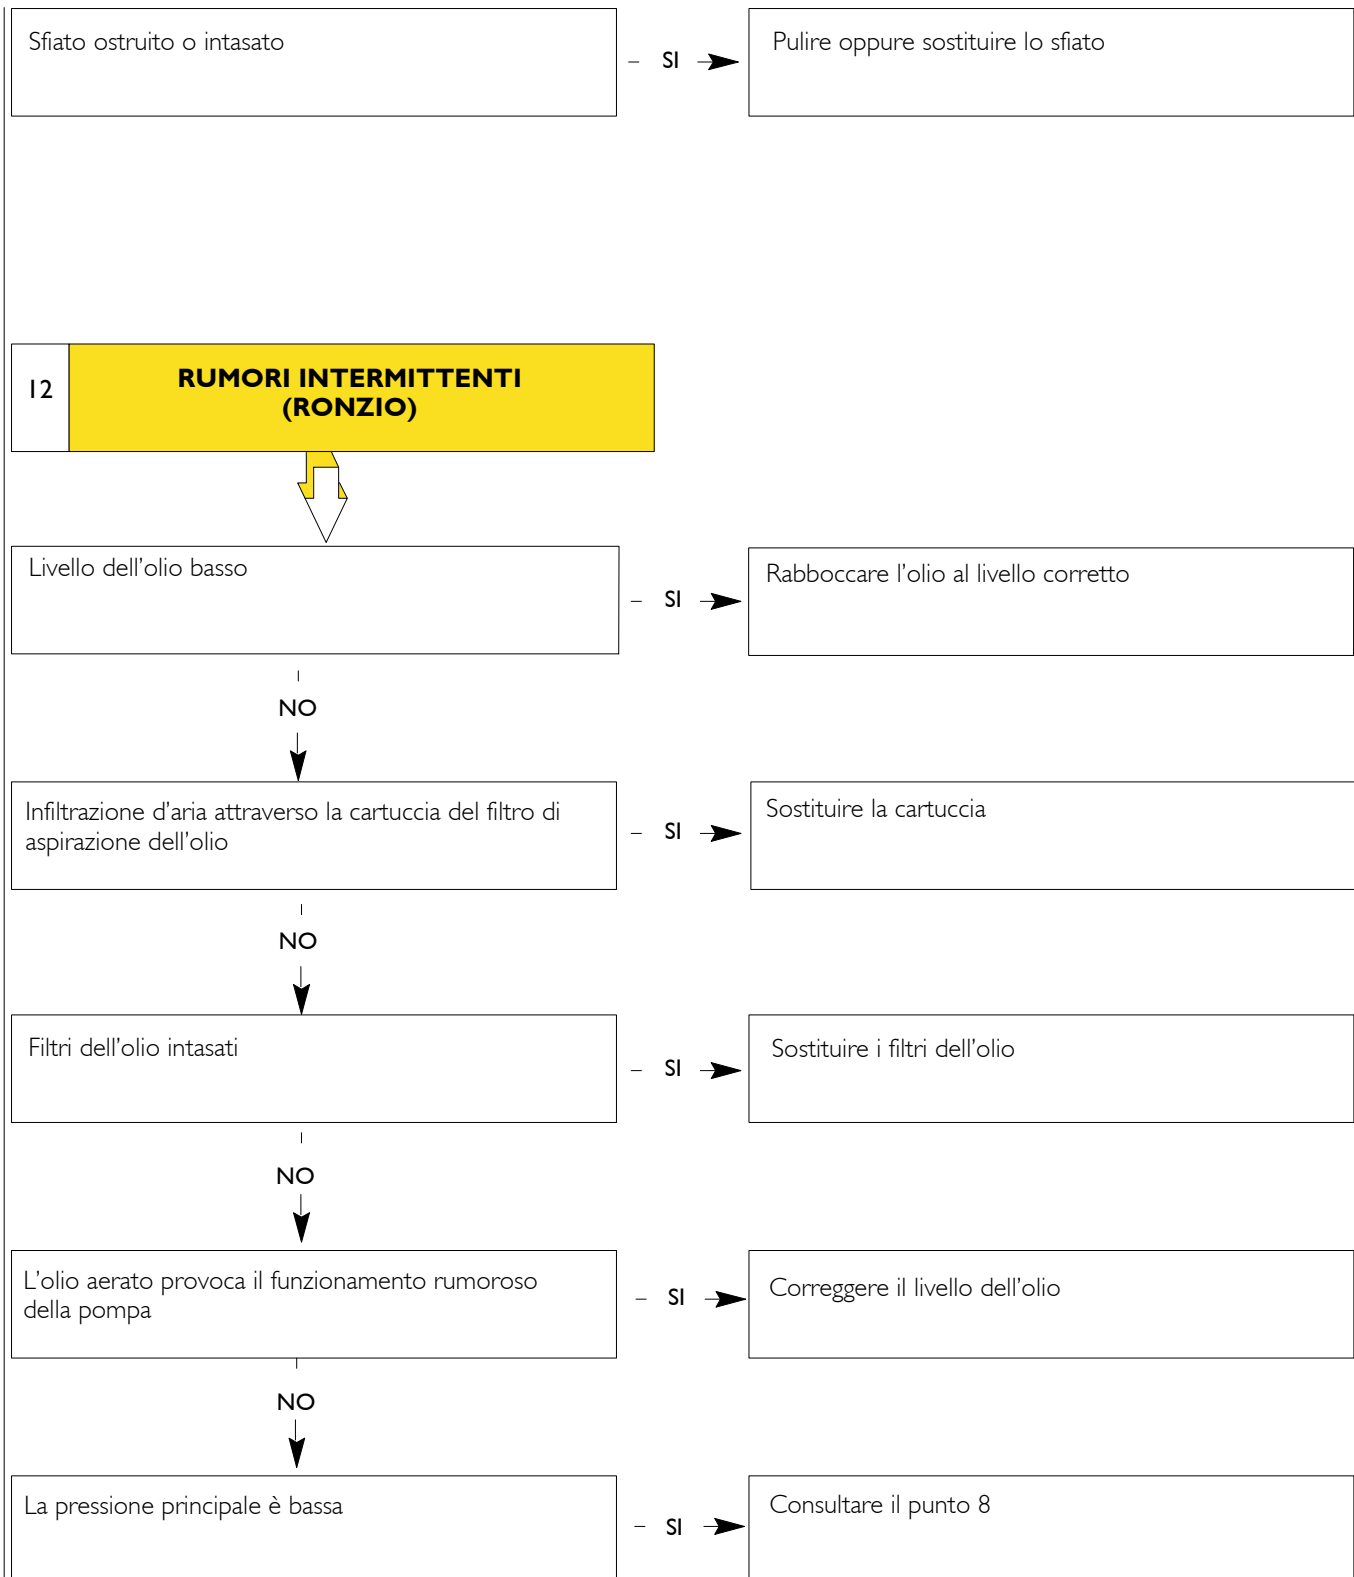 Sfiato ostruito o intasato
SI
Pulire oppure sostituire lo sfiato
12
RUMORI INTERMITTENTI
(RONZIO)
Livello dell’olio basso
SI
Rabboccare l’olio al livello corretto
NO
Infiltrazione d’aria attraverso la cartuccia del filtro di
aspirazione dell’olio
SI
Sostituire la cartuccia
NO
Filtri dell’olio intasati
SI
Sostituire i filtri dell’olio
NO
L’olio aerato provoca il funzionamento rumoroso
della pompa
SI
Correggere il livello dell’olio
NO
La pressione principale è bassa
SI
Consultare il punto 8